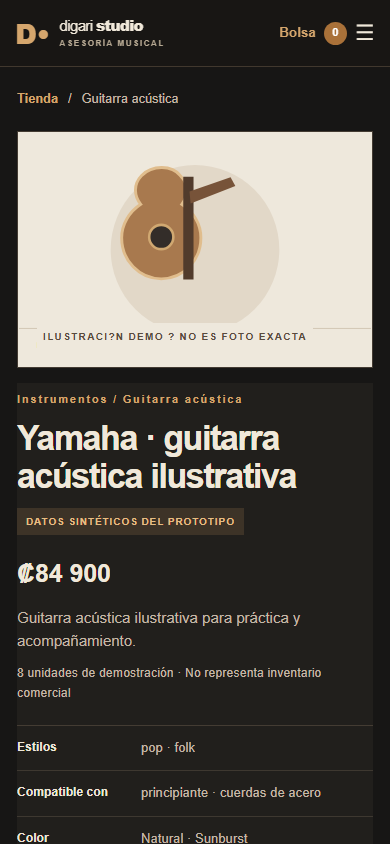 D
digari studio
ASESORÍA MUSICAL
Bolsa 0
Tienda / Guitarra acústica
ILUSTRACI?N DEMO ? NO ES FOTO EXACTA
Instrumentos / Guitarra acústica
Yamaha · guitarra
acústica ilustrativa
DATOS SINTÉTICOS DEL PROTOTIPO
₡84 900
Guitarra acústica ilustrativa para práctica y
acompañamiento.
8 unidades de demostración · No representa inventario
comercial
Estilos pop · folk
Compatible con principiante · cuerdas de acero
Color Natural · Sunburst